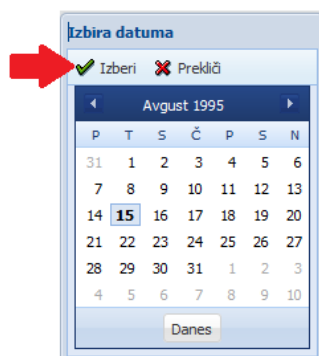 Izbira datuma
Izberi Prekliči
Avgust 1995
P T S Č P S N
31 1 2 3 4 5 6
7 8 9 10 11 12 13
14 15 16 17 18 19 20
21 22 23 24 25 26 27
28 29 30 31 1 2 3
4 5 6 7 8 9 10
Danes